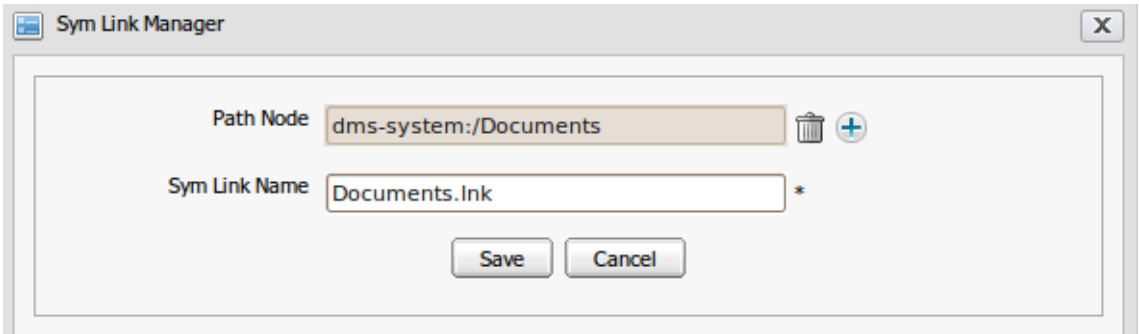 Sym Link Manager
X
Path Node dms-system:/Documents
Sym Link Name Documents.lnk *
Save Cancel